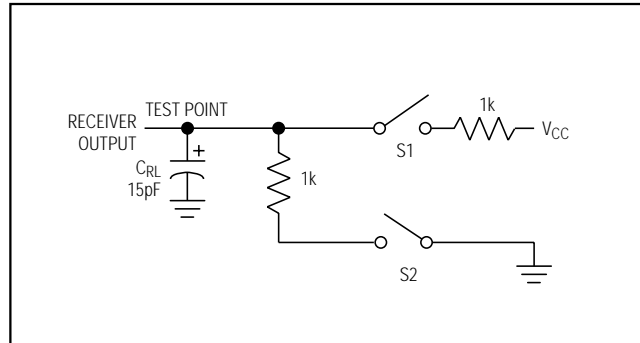 TEST POINT
RECEIVER
OUTPUT
1k
V_CC
S1
+
C_RL
15pF
1k
S2